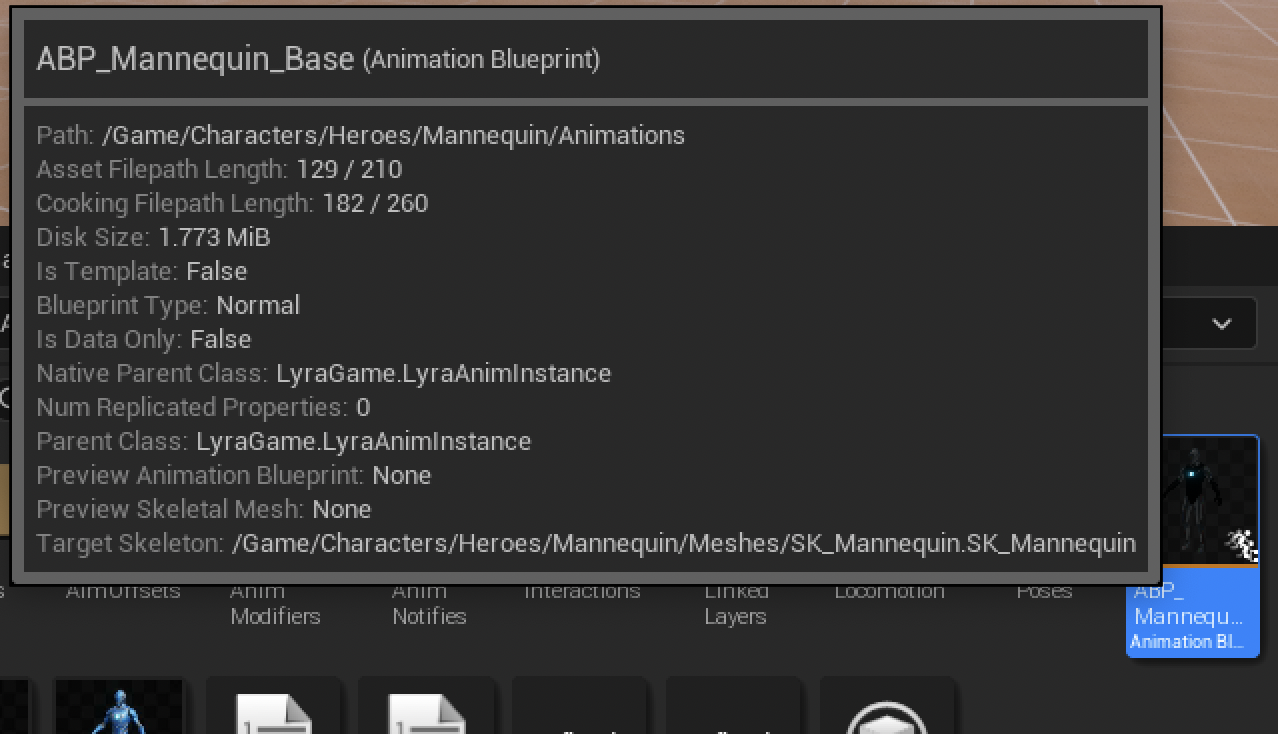 ABP_Mannequin_Base (Animation Blueprint)
Path: /Game/Characters/Heroes/Mannequin/Animations
Asset Filepath Length: 129 / 210
Cooking Filepath Length: 182 / 260
Disk Size: 1.773 MiB
Is Template: False
Blueprint Type: Normal
Is Data Only: False
Native Parent Class: LyraGame.LyraAnimInstance
Num Replicated Properties: 0
Parent Class: LyraGame.LyraAnimInstance
Preview Animation Blueprint: None
Preview Skeletal Mesh: None
Target Skeleton: /Game/Characters/Heroes/Mannequin/Meshes/SK_Mannequin.SK_Mannequin
AimOffsets Anim Anim Interactions Linked Locomotion Poses ABP_
Modifiers Notifies Layers Mannequ...
Animation Bl...